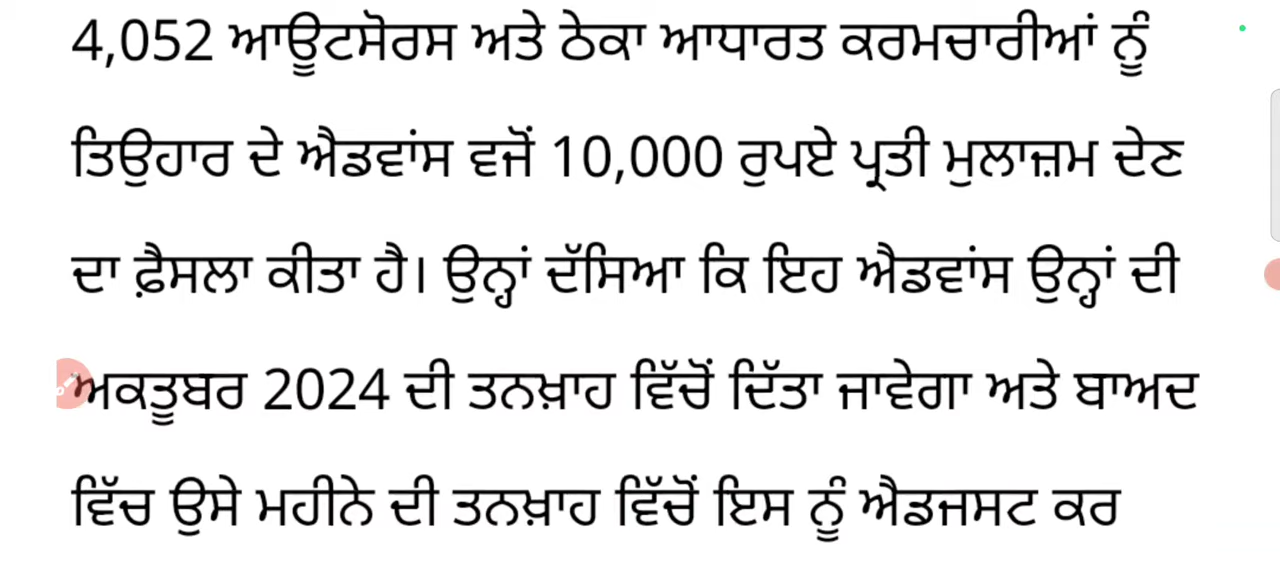 4,052 ਆਊਟਸੋਰਸ ਅਤੇ ਠੇਕਾ ਆਧਾਰਤ ਕਰਮਚਾਰੀਆਂ ਨੂੰ
ਤਿਉਹਾਰ ਦੇ ਐਡਵਾਂਸ ਵਜੋਂ 10,000 ਰੁਪਏ ਪ੍ਰਤੀ ਮੁਲਾਜ਼ਮ ਦੇਣ
ਦਾ ਫ਼ੈਸਲਾ ਕੀਤਾ ਹੈ। ਉਨ੍ਹਾਂ ਦੱਸਿਆ ਕਿ ਇਹ ਐਡਵਾਂਸ ਉਨ੍ਹਾਂ ਦੀ
ਅਕਤੂਬਰ 2024 ਦੀ ਤਨਖ਼ਾਹ ਵਿੱਚੋਂ ਦਿੱਤਾ ਜਾਵੇਗਾ ਅਤੇ ਬਾਅਦ
ਵਿੱਚ ਉਸੇ ਮਹੀਨੇ ਦੀ ਤਨਖ਼ਾਹ ਵਿੱਚੋਂ ਇਸ ਨੂੰ ਐਡਜਸਟ ਕਰ